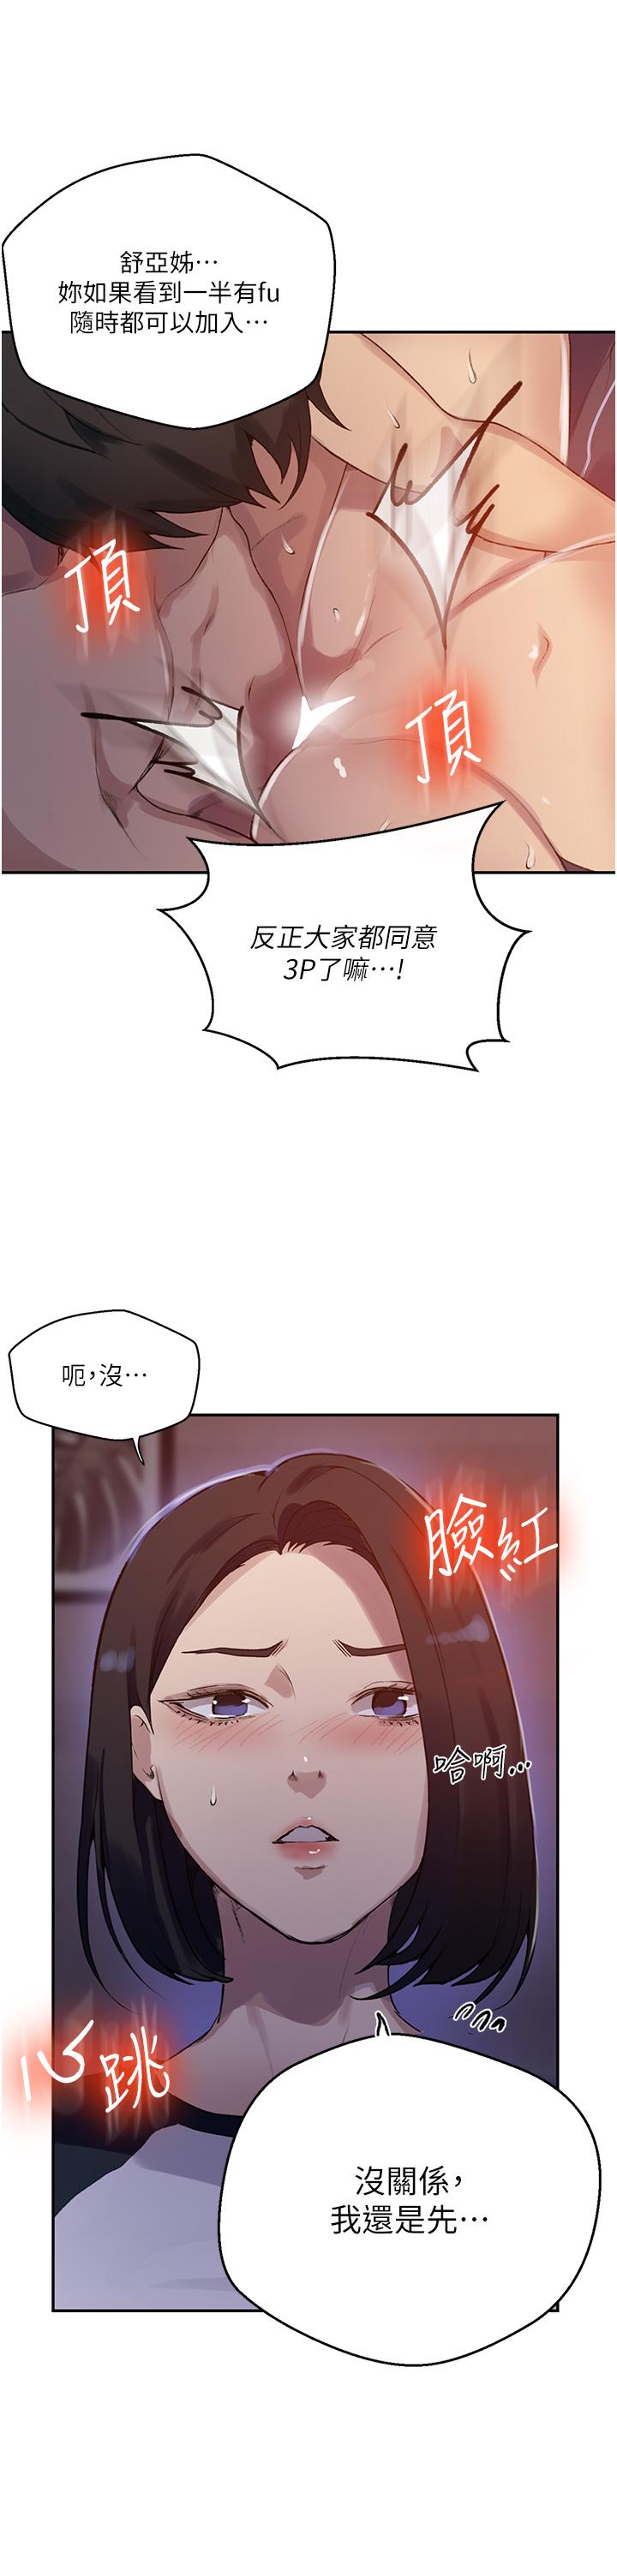 舒亞姊⋯
妳如果看到一半有fu
隨時都可以加入⋯
頂
頂
反正大家都同意
3P了嘛⋯!
呃，沒⋯
臉紅
哈啊...
心跳
沒關係，
我還是先⋯